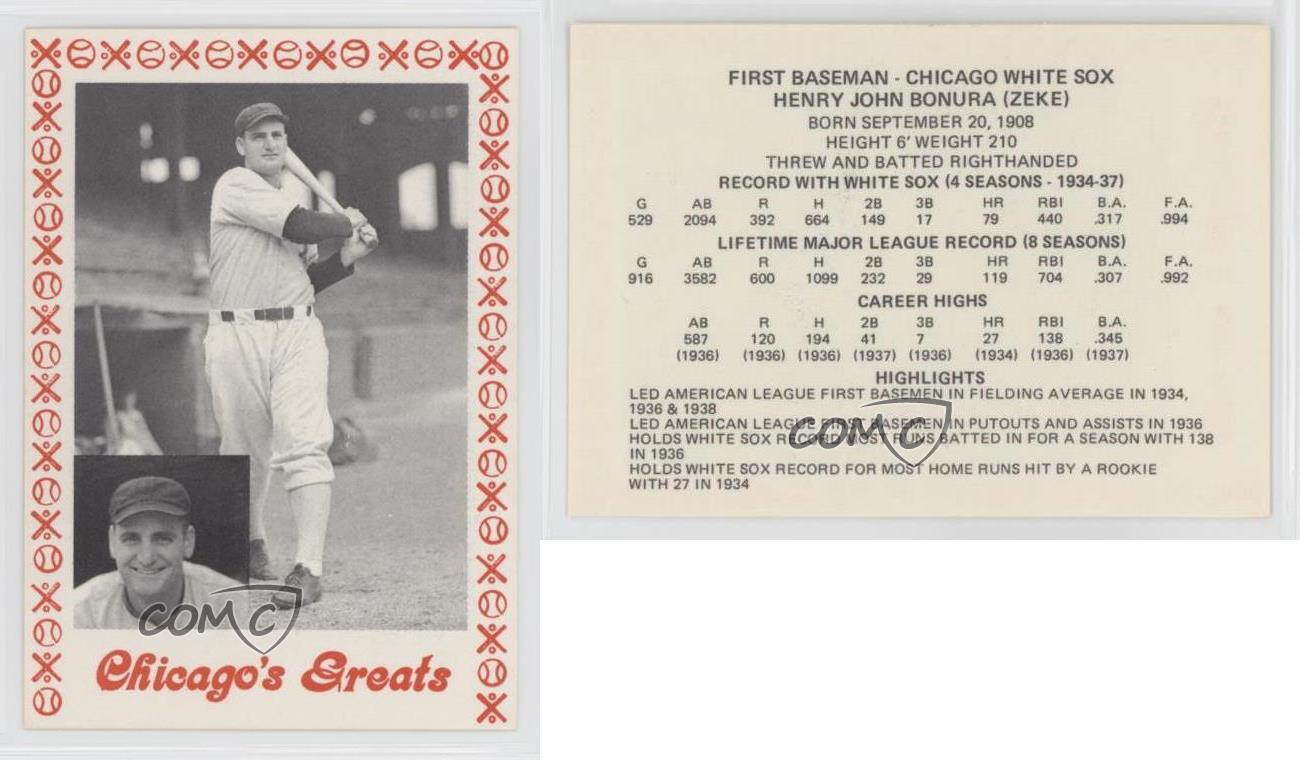 COMC
Chicago's Greats
FIRST BASEMAN - CHICAGO WHITE SOX
HENRY JOHN BONURA (ZEKE)
BORN SEPTEMBER 20, 1908
HEIGHT 6' WEIGHT 210
THREW AND BATTED RIGHTHANDED
RECORD WITH WHITE SOX (4 SEASONS - 1934-37)
G AB R H 2B 3B HR RBI B.A. F.A.
529 2094 392 664 149 17 79 440 .317 .994
LIFETIME MAJOR LEAGUE RECORD (8 SEASONS)
G AB R H 2B 3B HR RBI B.A. F.A.
916 3582 600 1099 232 29 119 704 .307 .992
CAREER HIGHS
AB R H 2B 3B HR RBI B.A.
587 120 194 41 7 27 138 .345
(1936) (1936) (1936) (1937) (1936) (1934) (1936) (1937)
HIGHLIGHTS
LED AMERICAN LEAGUE FIRST BASEMEN IN FIELDING AVERAGE IN 1934,
1936 & 1938
LED AMERICAN LEAGUE FIRST BASEMEN IN PUTOUTS AND ASSISTS IN 1936
HOLDS WHITE SOX RECORD MOST RUNS BATTED IN FOR A SEASON WITH 138
IN 1936
HOLDS WHITE SOX RECORD FOR MOST HOME RUNS HIT BY A ROOKIE
WITH 27 IN 1934
COMC